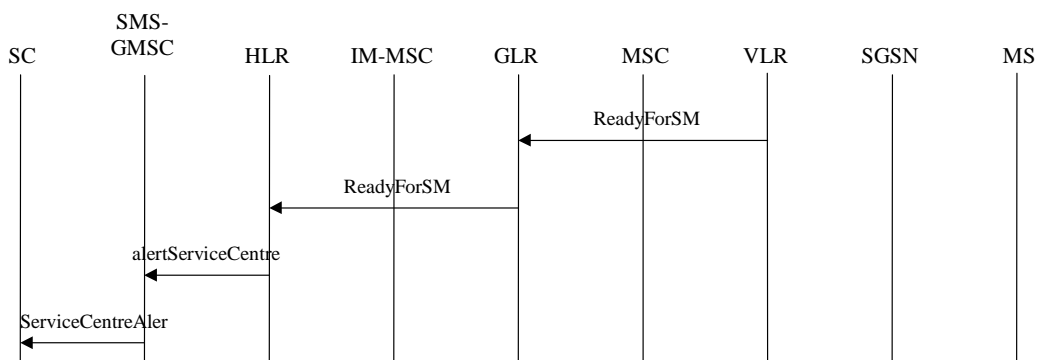 SMS-
GMSC
SC HLR IM-MSC GLR MSC VLR SGSN MS
ReadyForSM
ReadyForSM
alertServiceCentre
ServiceCentreAler